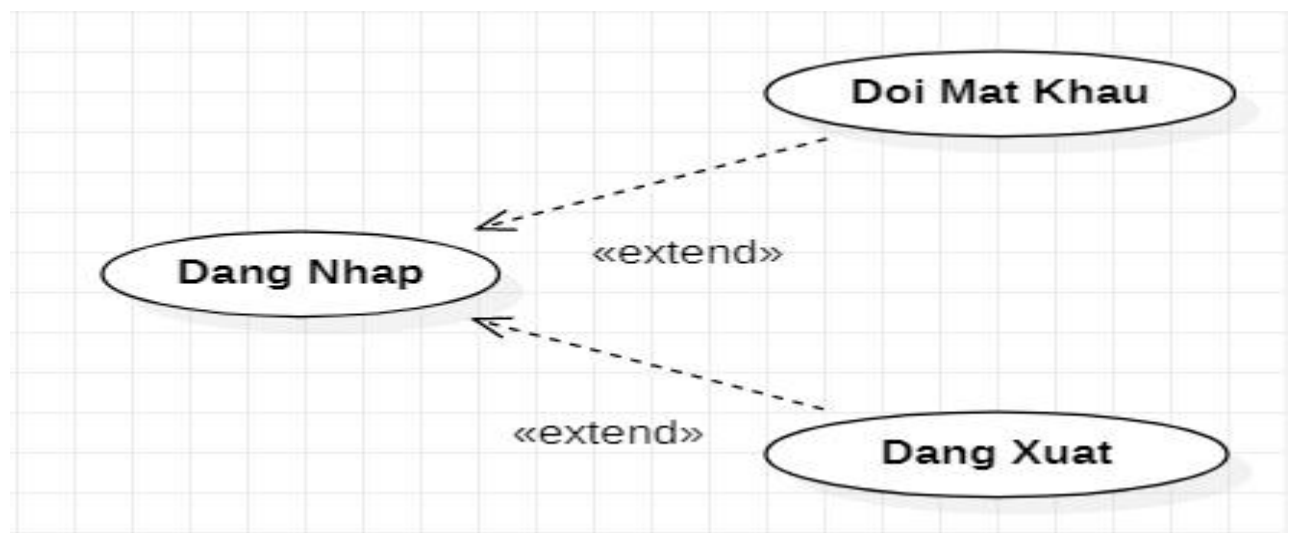 Doi Mat Khau
«extend»
Dang Nhap
«extend»
Dang Xuat